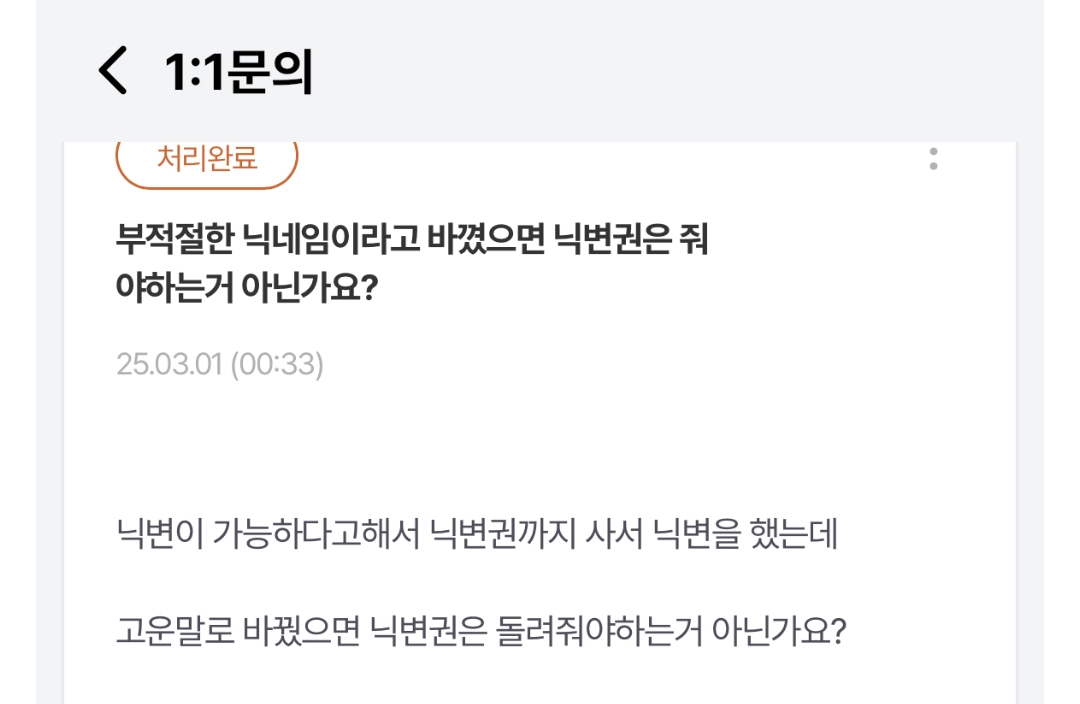 1:1문의
처리완료
부적절한 닉네임이라고 바꼈으면 닉변권은 줘
야하는거 아닌가요?
25.03.01 (00:33)
닉변이 가능하다고해서 닉변권까지 사서 닉변을 했는데
고운말로 바꿨으면 닉변권은 돌려줘야하는거 아닌가요?